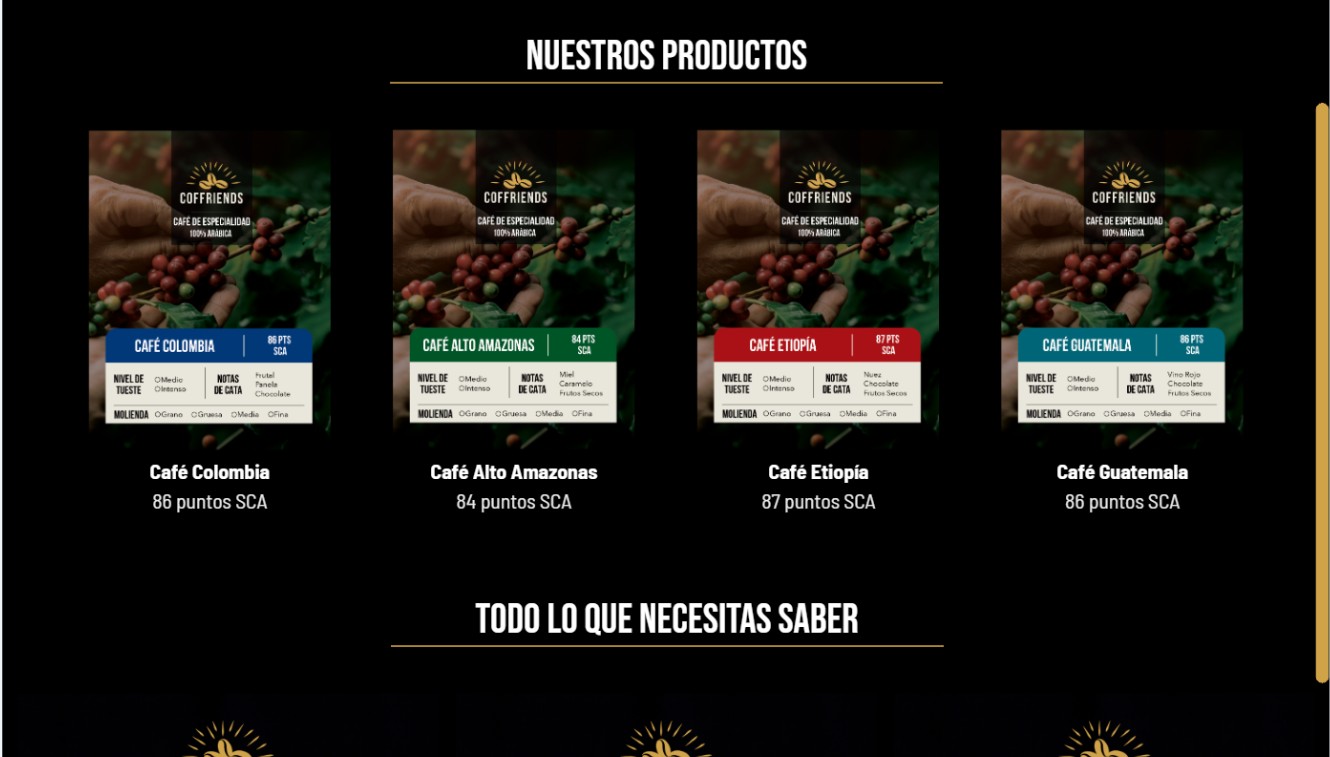 NUESTROS PRODUCTOS
COFFRIENDS
CAFÉ DE ESPECIALIDAD
100% ARÁBICA
CAFÉ COLOMBIA
86 PTS
SCA
NIVEL DE
TUESTE
Medio
Intenso
NOTAS
DE CATA
Frutal
Panela
Chocolate
MOLIENDA Grano Gruesa Media Fina
Café Colombia
86 puntos SCA
COFFRIENDS
CAFÉ DE ESPECIALIDAD
100% ARÁBICA
CAFÉ ALTO AMAZONAS
84 PTS
SCA
NIVEL DE
TUESTE
Medio
Intenso
NOTAS
DE CATA
Miel
Caramelo
Frutos Secos
MOLIENDA Grano Gruesa Media Fina
Café Alto Amazonas
84 puntos SCA
COFFRIENDS
CAFÉ DE ESPECIALIDAD
100% ARÁBICA
CAFÉ ETIOPÍA
87 PTS
SCA
NIVEL DE
TUESTE
Medio
Intenso
NOTAS
DE CATA
Nuez
Chocolate
Frutos Secos
MOLIENDA Grano Gruesa Media Fina
Café Etiopía
87 puntos SCA
COFFRIENDS
CAFÉ DE ESPECIALIDAD
100% ARÁBICA
CAFÉ GUATEMALA
86 PTS
SCA
NIVEL DE
TUESTE
Medio
Intenso
NOTAS
DE CATA
Vino Rojo
Chocolate
Frutos Secos
MOLIENDA Grano Gruesa Media Fina
Café Guatemala
86 puntos SCA
TODO LO QUE NECESITAS SABER